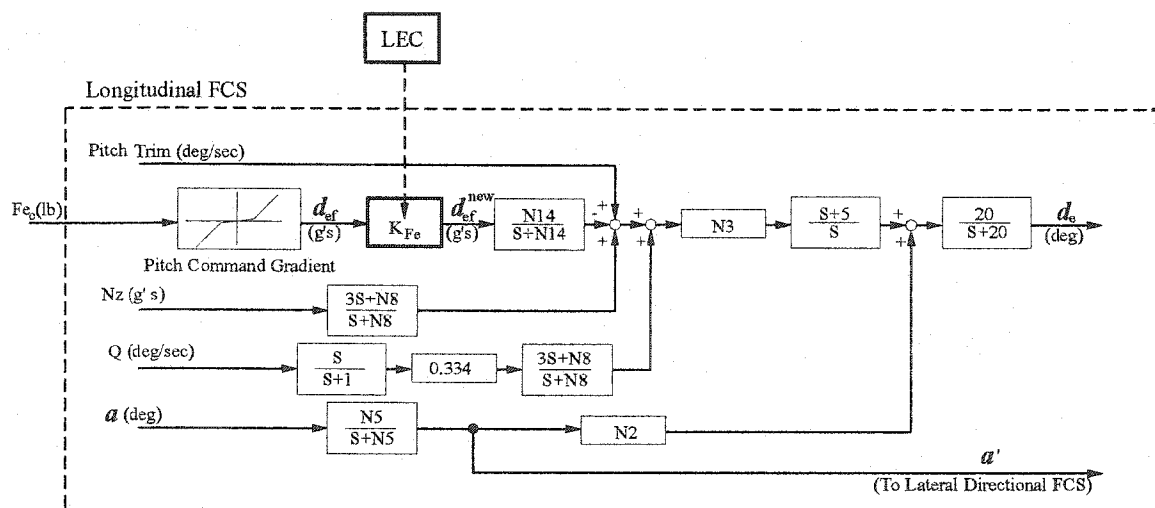 LEC
Longitudinal FCS
Pitch Trim (deg/sec)
Fe₀(lb)
d_ef
(g's)
K_Fe
d_ef^new
(g's)
N14
S+N14
- +
+
+
+
N3
S+5
S
+
+
20
S+20
d_e
(deg)
Pitch Command Gradient
Nz (g's)
3S+N8
S+N8
Q (deg/sec)
S
S+1
0.334
3S+N8
S+N8
a (deg)
N5
S+N5
N2
a'
(To Lateral Directional FCS)